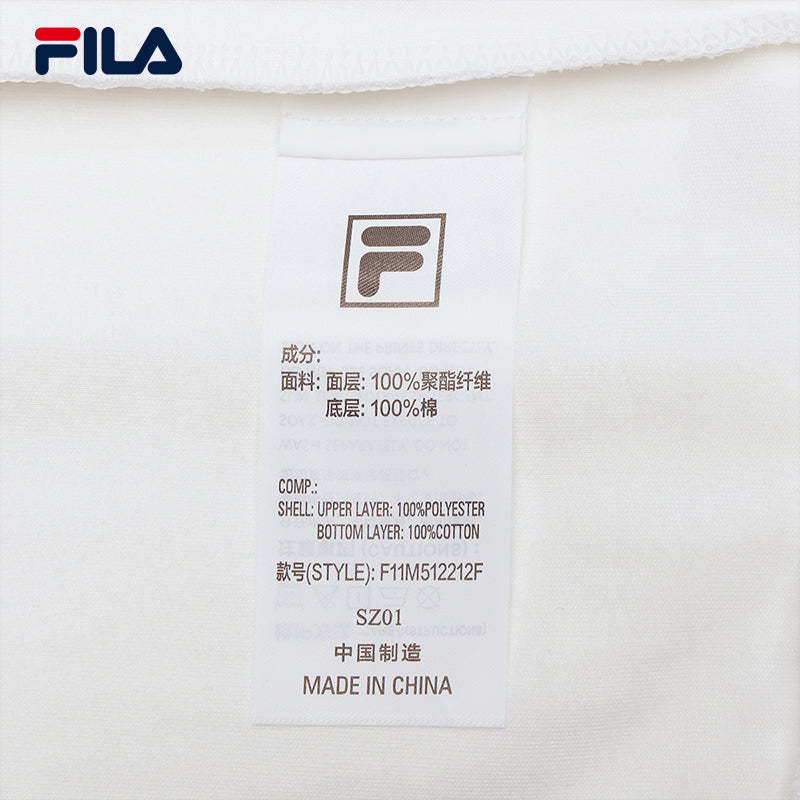 FILA
F
成分:
面料: 面层: 100%聚酯纤维
底层: 100%棉
COMP.:
SHELL: UPPER LAYER: 100%POLYESTER
BOTTOM LAYER: 100%COTTON
款号(STYLE): F11M512212F
SZ01
中国制造
MADE IN CHINA